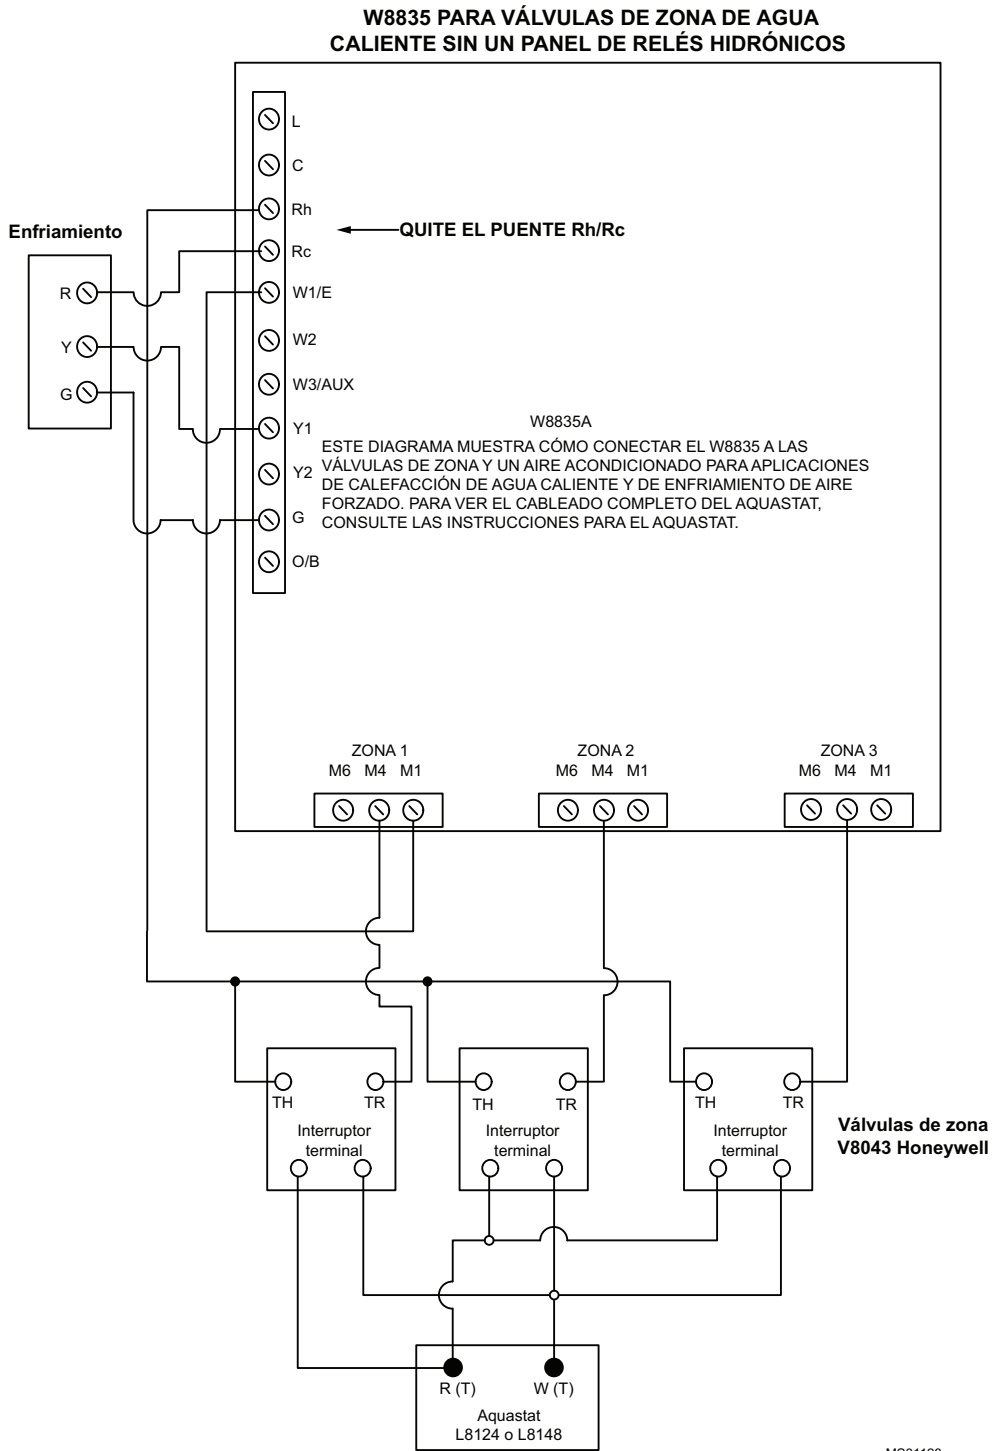 W8835 PARA VÁLVULAS DE ZONA DE AGUA
CALIENTE SIN UN PANEL DE RELÉS HIDRÓNICOS
L
C
Rh
QUITE EL PUENTE Rh/Rc
Enfriamiento
Rc
R
W1/E
Y
W2
W3/AUX
G
Y1
Y2
G
O/B
W8835A
ESTE DIAGRAMA MUESTRA CÓMO CONECTAR EL W8835 A LAS
VÁLVULAS DE ZONA Y UN AIRE ACONDICIONADO PARA APLICACIONES
DE CALEFACCIÓN DE AGUA CALIENTE Y DE ENFRIAMIENTO DE AIRE
FORZADO. PARA VER EL CABLEADO COMPLETO DEL AQUASTAT,
CONSULTE LAS INSTRUCCIONES PARA EL AQUASTAT.
ZONA 1
M6 M4 M1
ZONA 2
M6 M4 M1
ZONA 3
M6 M4 M1
TH TR
Interruptor
terminal
TH TR
Interruptor
terminal
TH TR
Interruptor
terminal
Válvulas de zona
V8043 Honeywell
R (T) W (T)
Aquastat
L8124 o L8148